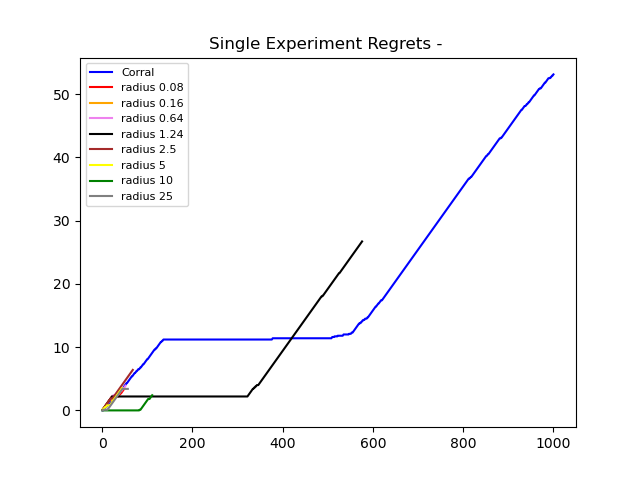 Single Experiment Regrets -
Corral
radius 0.08
radius 0.16
radius 0.64
radius 1.24
radius 2.5
radius 5
radius 10
radius 25
50
40
30
20
10
0
0 200 400 600 800 1000